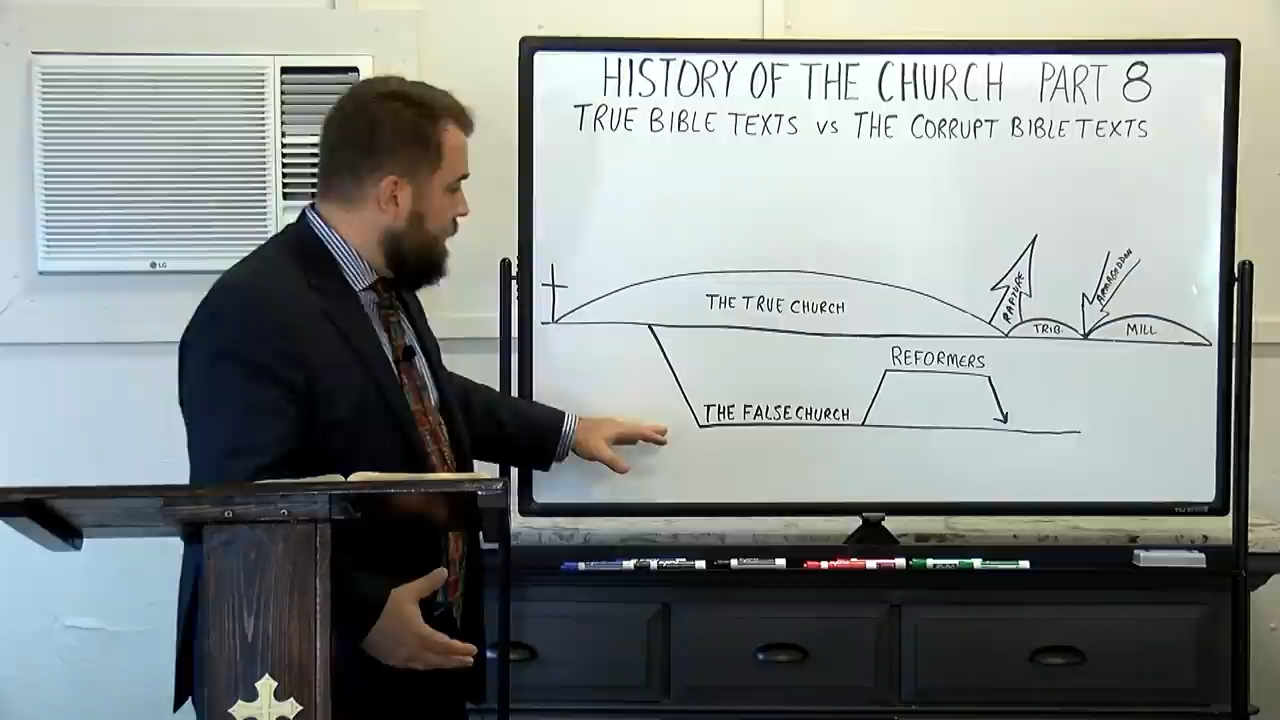 HISTORY OF THE CHURCH PART 8
TRUE BIBLE TEXTS vs THE CORRUPT BIBLE TEXTS
THE TRUE CHURCH
RAPTURE
TRIB.
ARMAGEDDON
MILL
REFORMERS
THE FALSE CHURCH
LG